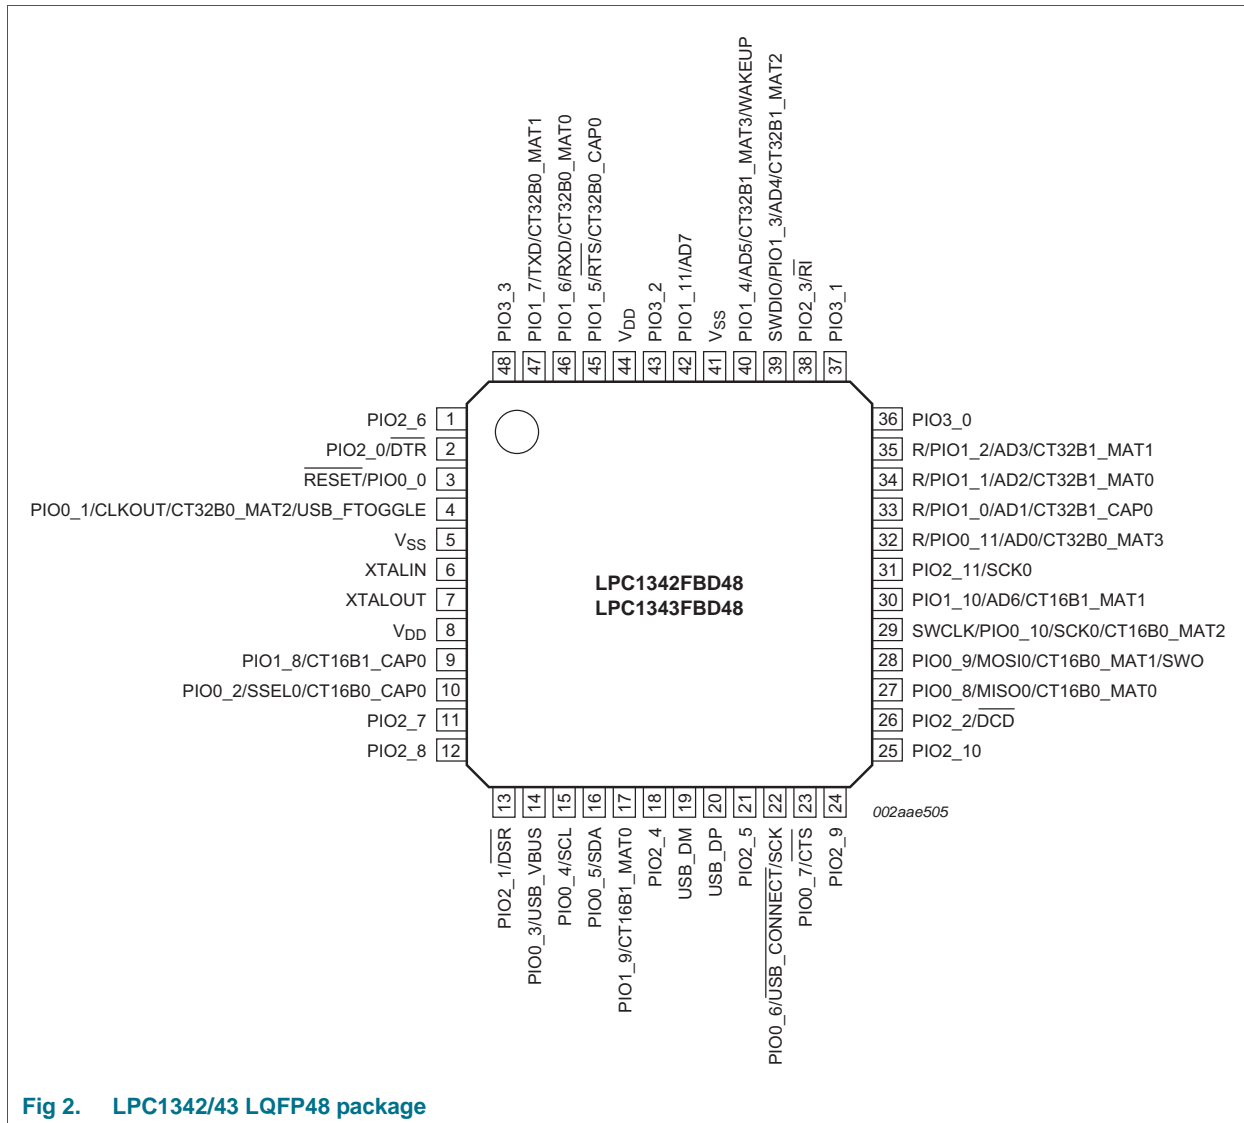 PIO3_3
PIO1_7/TXD/CT32B0_MAT1
PIO1_6/RXD/CT32B0_MAT0
PIO1_5/RTS/CT32B0_CAP0
VDD
PIO3_2
PIO1_11/AD7
VSS
PIO1_4/AD5/CT32B1_MAT3/WAKEUP
SWDIO/PIO1_3/AD4/CT32B1_MAT2
PIO2_3/RI
PIO3_1
48 47 46 45 44 43 42 41 40 39 38 37
PIO2_6 1
PIO2_0/DTR 2
RESET/PIO0_0 3
PIO0_1/CLKOUT/CT32B0_MAT2/USB_FTOGGLE 4
VSS 5
XTALIN 6
XTALOUT 7
VDD 8
PIO1_8/CT16B1_CAP0 9
PIO0_2/SSEL0/CT16B0_CAP0 10
PIO2_7 11
PIO2_8 12
LPC1342FBD48
LPC1343FBD48
36 PIO3_0
35 R/PIO1_2/AD3/CT32B1_MAT1
34 R/PIO1_1/AD2/CT32B1_MAT0
33 R/PIO1_0/AD1/CT32B1_CAP0
32 R/PIO0_11/AD0/CT32B0_MAT3
31 PIO2_11/SCK0
30 PIO1_10/AD6/CT16B1_MAT1
29 SWCLK/PIO0_10/SCK0/CT16B0_MAT2
28 PIO0_9/MOSI0/CT16B0_MAT1/SWO
27 PIO0_8/MISO0/CT16B0_MAT0
26 PIO2_2/DCD
25 PIO2_10
13 14 15 16 17 18 19 20 21 22 23 24
PIO2_1/DSR
PIO0_3/USB_VBUS
PIO0_4/SCL
PIO0_5/SDA
PIO1_9/CT16B1_MAT0
PIO2_4
USB_DM
USB_DP
PIO2_5
PIO0_6/USB_CONNECT/SCK
PIO0_7/CTS
PIO2_9
002aae505
Fig 2. LPC1342/43 LQFP48 package